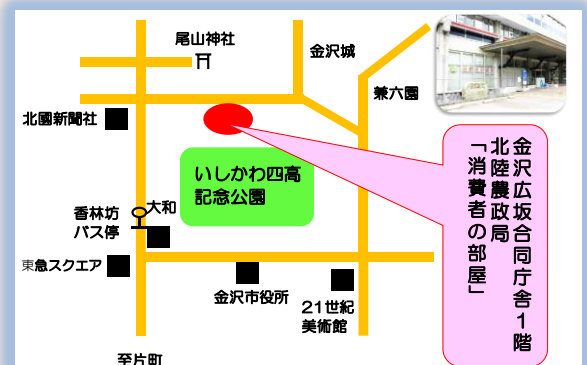 尾山神社
金沢城
兼六園
北國新聞社
いしかわ四高
記念公園
香林坊
バス停
大和
東急スクエア
金沢市役所
21世紀
美術館
至片町
金沢広坂合同庁舎1階
北陸農政局
「消費者の部屋」